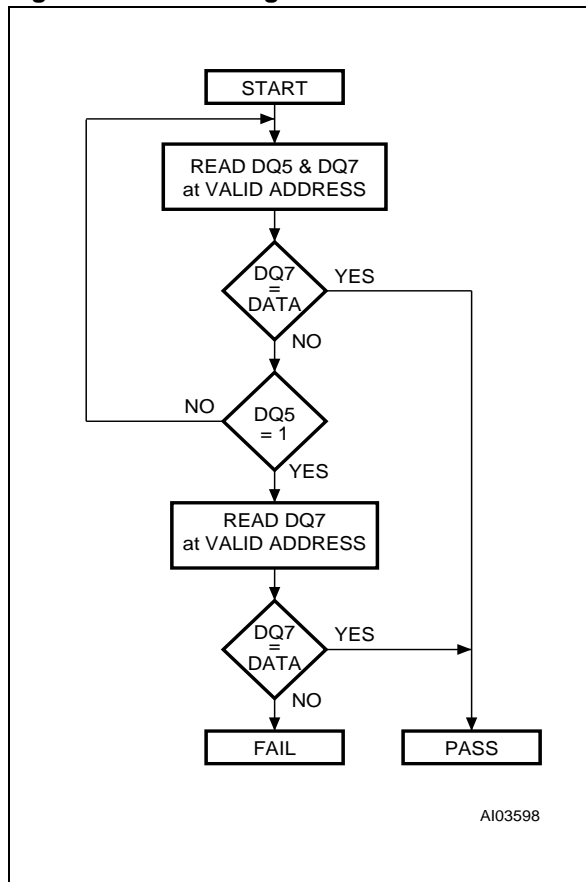 START
READ DQ5 & DQ7
at VALID ADDRESS
DQ7
=
DATA
YES
NO
DQ5
= 1
NO
YES
READ DQ7
at VALID ADDRESS
DQ7
=
DATA
YES
NO
FAIL
PASS
AI03598